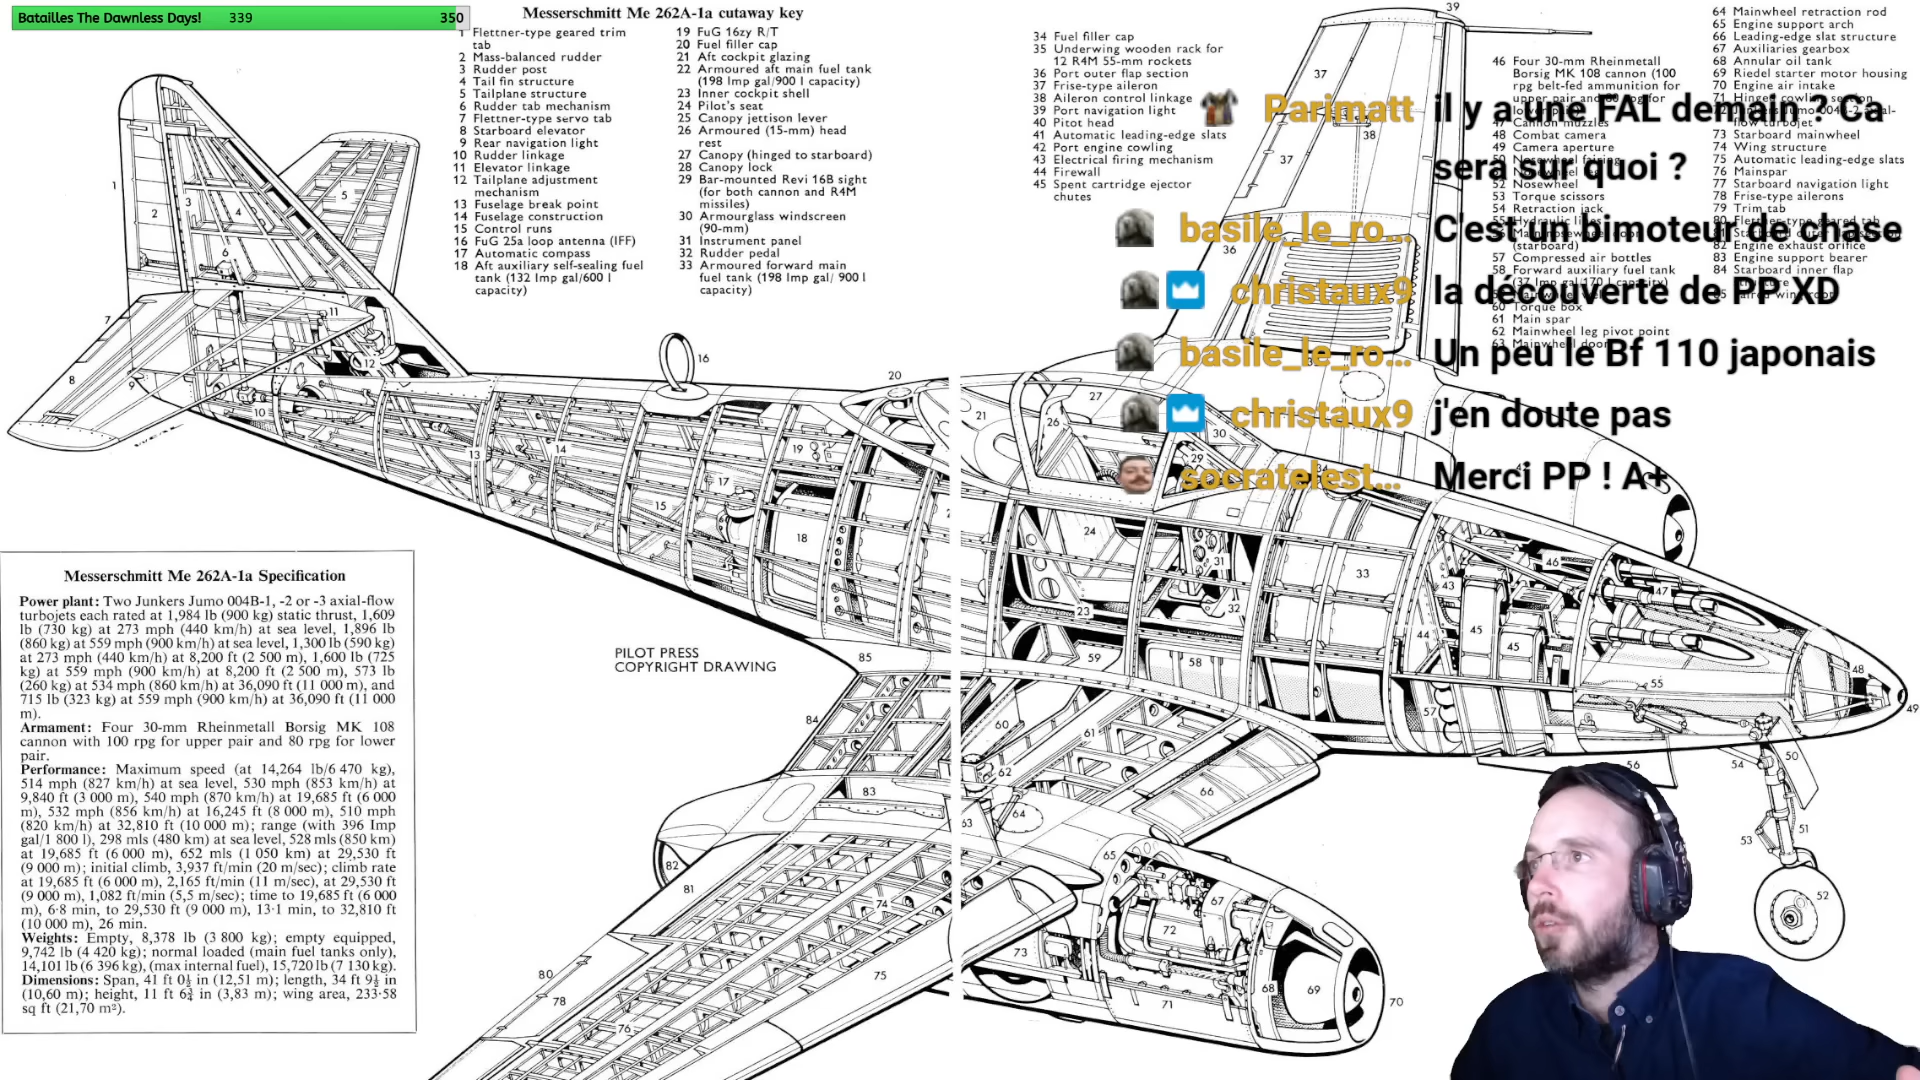 Batailles The Dawnless Days!
339
350
Messerschmitt Me 262A-1a cutaway key
1 Flettner-type geared trim
tab
2 Mass-balanced rudder
3 Rudder post
4 Tail fin structure
5 Tailplane structure
6 Rudder tab mechanism
7 Flettner-type servo tab
8 Starboard elevator
9 Rear navigation light
10 Rudder linkage
11 Elevator linkage
12 Tailplane adjustment
mechanism
13 Fuselage break point
14 Fuselage construction
15 Control runs
16 FuG 25a loop antenna (IFF)
17 Automatic compass
18 Aft auxiliary self-sealing fuel
tank (132 Imp gal/600 l
capacity)
19 FuG 16zy R/T
20 Fuel filler cap
21 Aft cockpit glazing
22 Armoured aft main fuel tank
(198 Imp gal/900 l capacity)
23 Inner cockpit shell
24 Pilot's seat
25 Canopy jettison lever
26 Armoured (15-mm) head
rest
27 Canopy (hinged to starboard)
28 Canopy lock
29 Bar-mounted Revi 16B sight
(for both cannon and R4M
missiles)
30 Armourglass windscreen
(90-mm)
31 Instrument panel
32 Rudder pedal
33 Armoured forward main
fuel tank (198 Imp gal/ 900 l
capacity)
34 Fuel filler cap
35 Underwing wooden rack for
12 R4M 55-mm rockets
36 Port outer flap section
37 Frise-type aileron
38 Aileron control linkage
39 Port navigation light
40 Pitot head
41 Automatic leading-edge slats
42 Port engine cowling
43 Electrical firing mechanism
44 Firewall
45 Spent cartridge ejector
chutes
46 Four 30-mm Rheinmetall
Borsig MK 108 cannon (100
rpg belt-fed ammunition for
48 Combat camera
49 Camera aperture
52 Nosewheel
53 Torque scissors
54 Retraction jack
(starboard)
57 Compressed air bottles
58 Forward auxiliary fuel tank
60 Torque box
61 Main spar
62 Mainwheel leg pivot point
63 Mainwheel door
64 Mainwheel retraction rod
65 Engine support arch
66 Leading-edge slat structure
67 Auxiliaries gearbox
68 Annular oil tank
69 Riedel starter motor housing
70 Engine air intake
73 Starboard mainwheel
74 Wing structure
75 Automatic leading-edge slats
76 Mainspar
77 Starboard navigation light
78 Frise-type ailerons
79 Trim tab
82 Engine exhaust orifice
83 Engine support bearer
84 Starboard inner flap
Parimatt il y a une FAL demain ? Ca
sera sur quoi ?
basile_le_ro... C'est un bimoteur de chasse
christaux9 la découverte de PP XD
basile_le_ro... Un peu le Bf 110 japonais
christaux9 j'en doute pas
socratelest... Merci PP ! A+
PILOT PRESS
COPYRIGHT DRAWING
Messerschmitt Me 262A-1a Specification
Power plant: Two Junkers Jumo 004B-1, -2 or -3 axial-flow
turbojets each rated at 1,984 lb (900 kg) static thrust, 1,609
lb (730 kg) at 273 mph (440 km/h) at sea level, 1,896 lb
(860 kg) at 559 mph (900 km/h) at sea level, 1,300 lb (590 kg)
at 273 mph (440 km/h) at 8,200 ft (2 500 m), 1,600 lb (725
kg) at 559 mph (900 km/h) at 8,200 ft (2 500 m), 573 lb
(260 kg) at 534 mph (860 km/h) at 36,090 ft (11 000 m), and
715 lb (323 kg) at 559 mph (900 km/h) at 36,090 ft (11 000
m).
Armament: Four 30-mm Rheinmetall Borsig MK 108
cannon with 100 rpg for upper pair and 80 rpg for lower
pair.
Performance: Maximum speed (at 14,264 lb/6 470 kg),
514 mph (827 km/h) at sea level, 530 mph (853 km/h) at
9,840 ft (3 000 m), 540 mph (870 km/h) at 19,685 ft (6 000
m), 532 mph (856 km/h) at 16,245 ft (8 000 m), 510 mph
(820 km/h) at 32,810 ft (10 000 m); range (with 396 Imp
gal/1 800 l), 298 mls (480 km) at sea level, 528 mls (850 km)
at 19,685 ft (6 000 m), 652 mls (1 050 km) at 29,530 ft
(9 000 m); initial climb, 3,937 ft/min (20 m/sec); climb rate
at 19,685 ft (6 000 m), 2,165 ft/min (11 m/sec), at 29,530 ft
(9 000 m), 1,082 ft/min (5,5 m/sec); time to 19,685 ft (6 000
m), 6·8 min, to 29,530 ft (9 000 m), 13·1 min, to 32,810 ft
(10 000 m), 26 min.
Weights: Empty, 8,378 lb (3 800 kg); empty equipped,
9,742 lb (4 420 kg); normal loaded (main fuel tanks only),
14,101 lb (6 396 kg), (max internal fuel), 15,720 lb (7 130 kg).
Dimensions: Span, 41 ft 0½ in (12,51 m); length, 34 ft 9½ in
(10,60 m); height, 11 ft 6¾ in (3,83 m); wing area, 233·58
sq ft (21,70 m²).